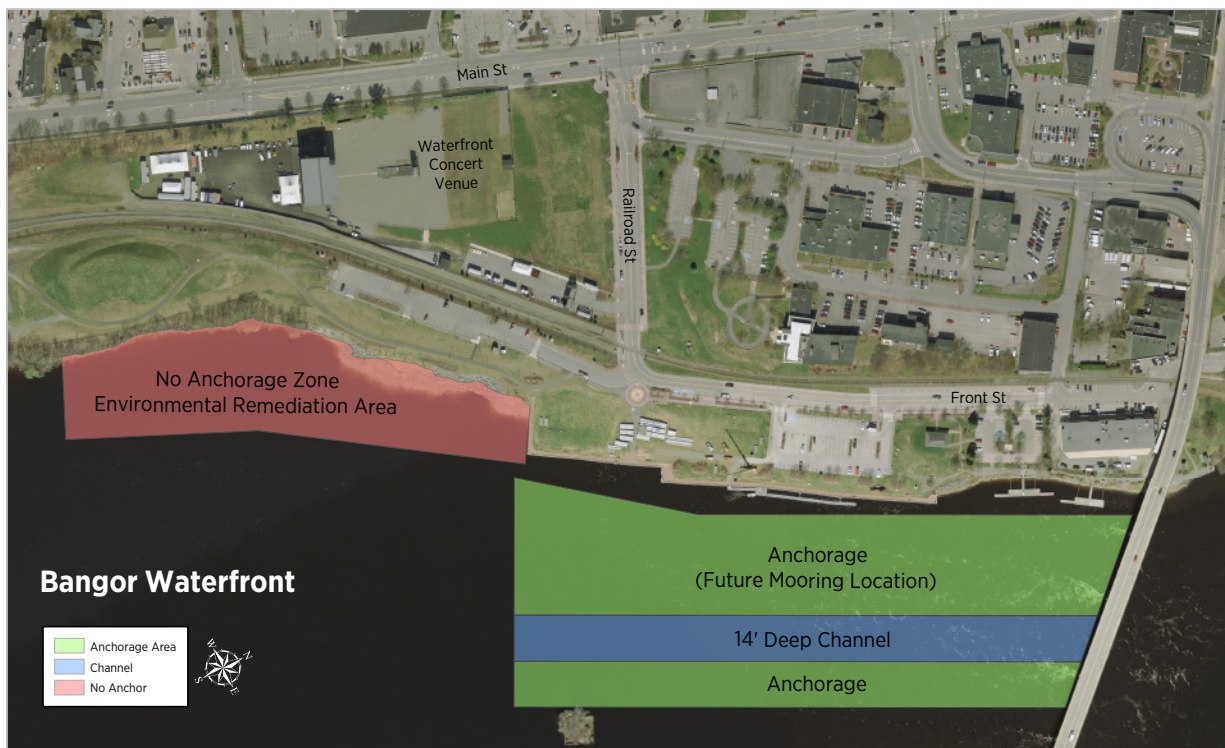 Main St
Waterfront
Concert
Venue
Railroad St
No Anchorage Zone
Environmental Remediation Area
Front St
Anchorage
(Future Mooring Location)
Bangor Waterfront
14' Deep Channel
Anchorage Area
Channel
No Anchor
W
N
S
E
Anchorage